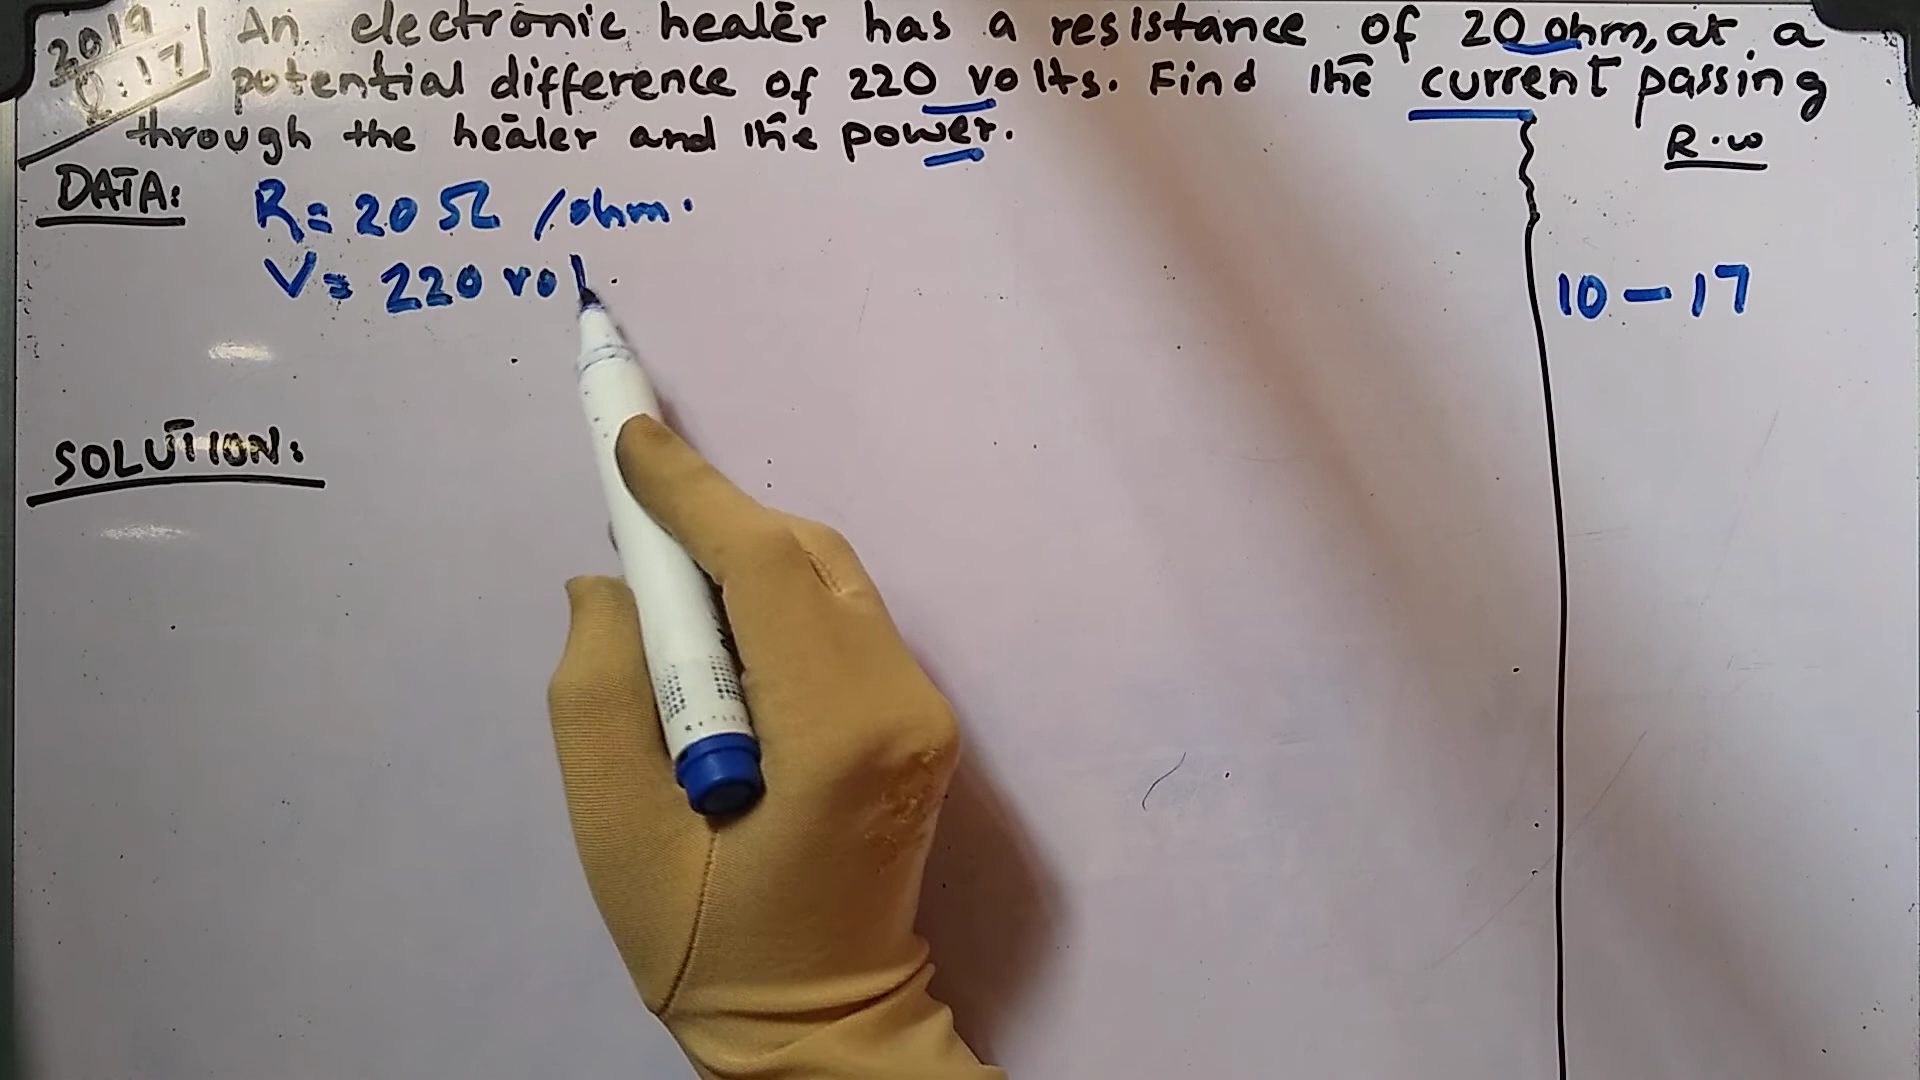 2019
Q.17
An electronic healer has a resistance of 20 ohm, at a
potential difference of 220 volts. Find the current passing
through the healer and the power.
R.w
DATA:
R = 20 Ω /ohm.
V = 220 vol
10 - 17
SOLUTION: